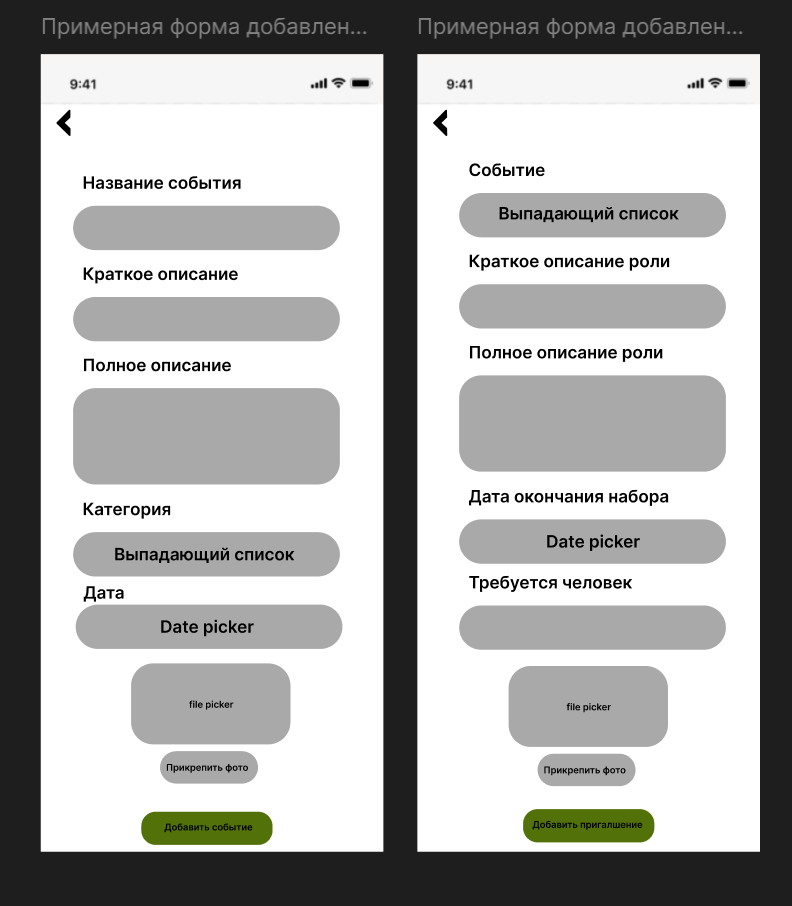 Примерная форма добавлен...
9:41
Название события
Краткое описание
Полное описание
Категория
Выпадающий список
Дата
Date picker
file picker
Прикрепить фото
Добавить событие
Примерная форма добавлен...
9:41
Событие
Выпадающий список
Краткое описание роли
Полное описание роли
Дата окончания набора
Date picker
Требуется человек
file picker
Прикрепить фото
Добавить пригалшение